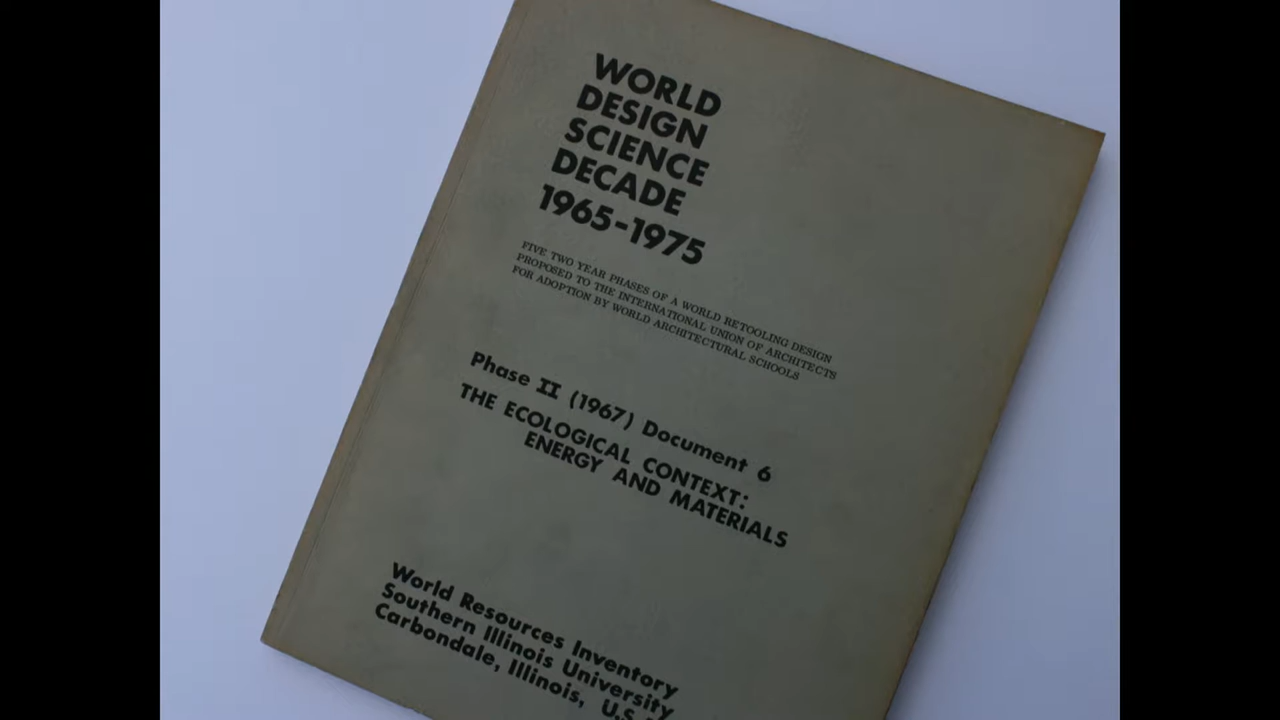 WORLD
DESIGN
SCIENCE
DECADE
1965-1975
FIVE TWO YEAR PHASES OF A WORLD RETOOLING DESIGN
PROPOSED TO THE INTERNATIONAL UNION OF ARCHITECTS
FOR ADOPTION BY WORLD ARCHITECTURAL SCHOOLS
Phase II (1967) Document 6
THE ECOLOGICAL CONTEXT:
ENERGY AND MATERIALS
World Resources Inventory
Southern Illinois University
Carbondale, Illinois,